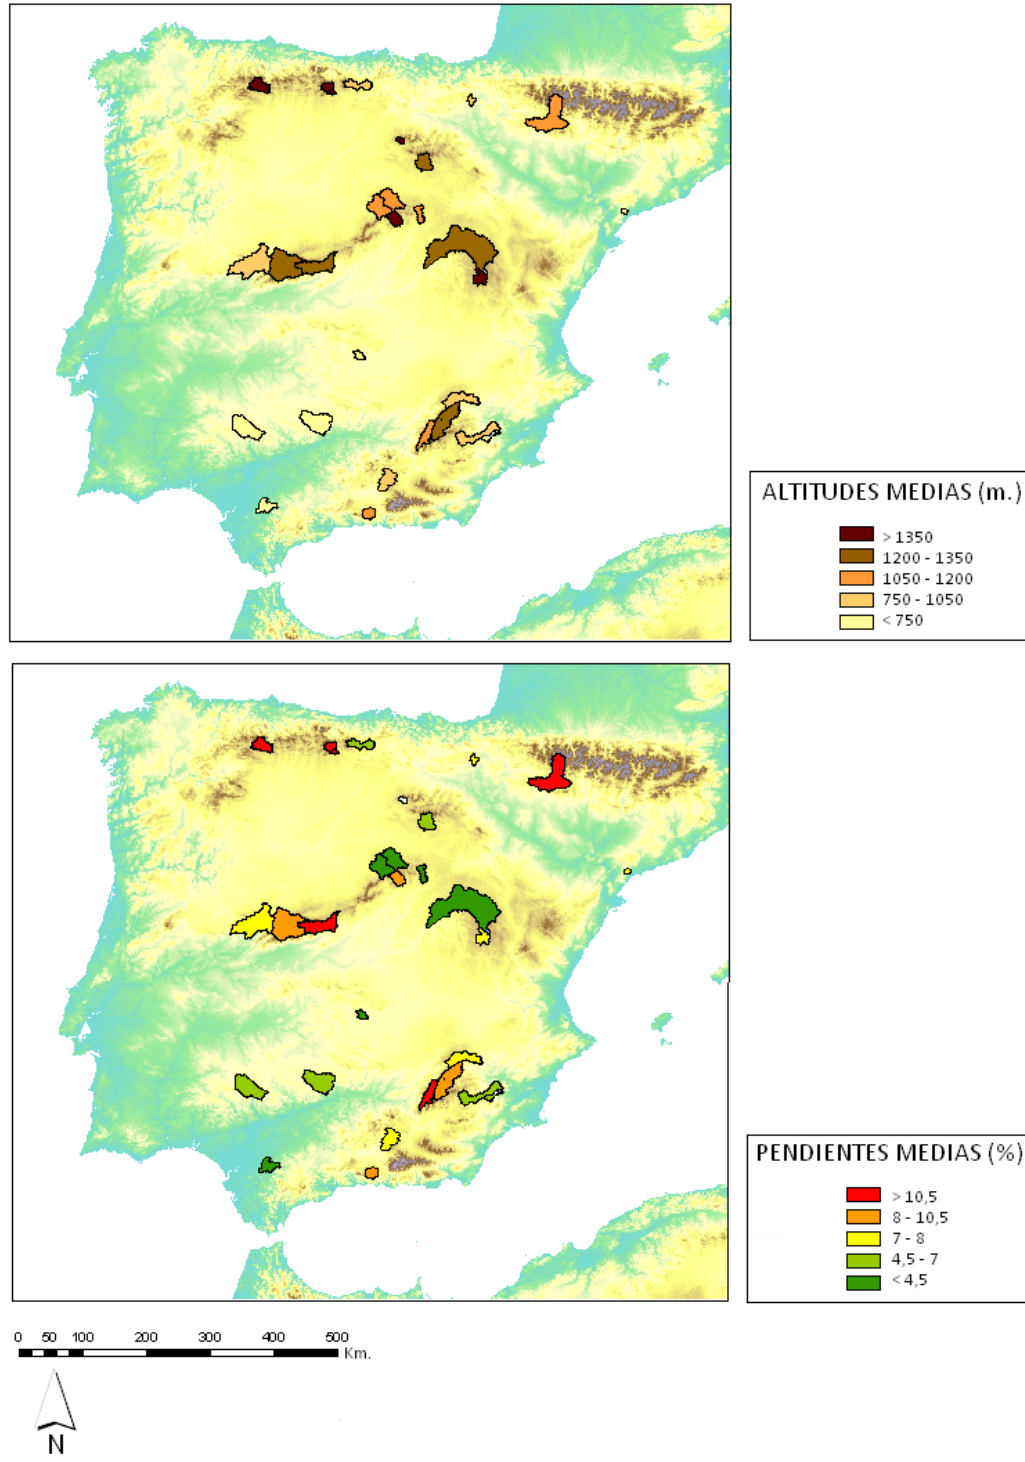 ALTITUDES MEDIAS (m.)
> 1350
1200 - 1350
1050 - 1200
750 - 1050
< 750
PENDIENTES MEDIAS (%)
> 10,5
8 - 10,5
7 - 8
4,5 - 7
< 4,5
0 50 100 200 300 400 500
Km.
N